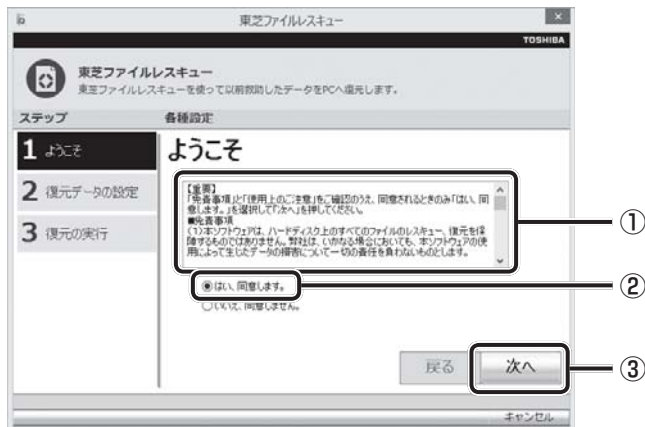 東芝ファイルレスキュー
TOSHIBA
東芝ファイルレスキュー
東芝ファイルレスキューを使って以前救助したデータをPCへ復元します。
ステップ
各種設定
1 ようこそ
2 復元データの設定
3 復元の実行
ようこそ
【重要】
「免責事項」と「使用上のご注意」をご確認のうえ、同意されるときのみ「はい、同
意します。」を選択して「次へ」を押してください。
■免責事項
(1)本ソフトウェアは、ハードディスク上のすべてのファイルのレスキュー、復元を保
障するものではありません。弊社は、いかなる場合においても、本ソフトウェアの使
用によって生じたデータの損害について一切の責任を負わないものとします。
①
はい、同意します。
②
いいえ、同意しません。
戻る
次へ
③
キャンセル